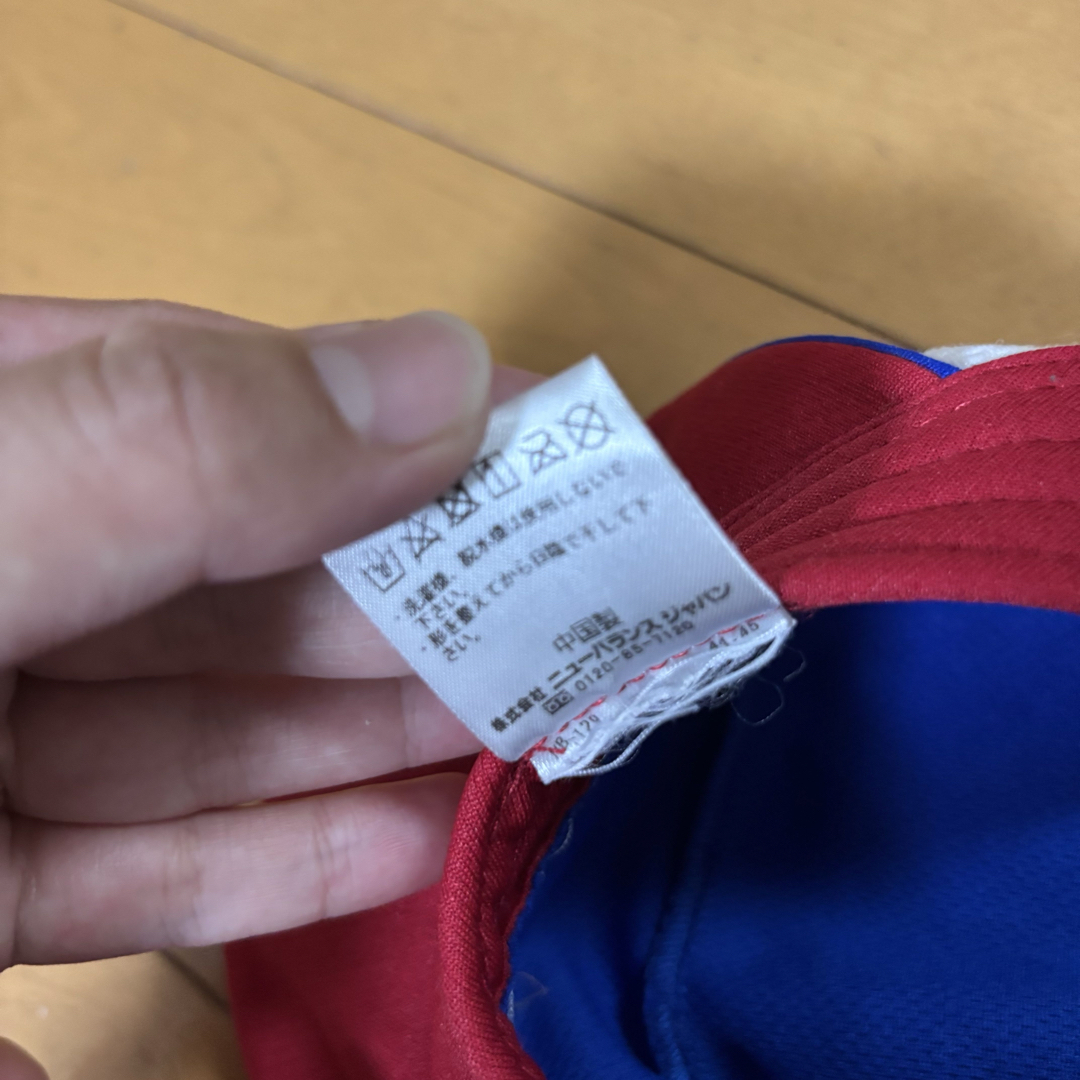 ・洗濯後、脱水機は使用しないで
下さい。
・形を整えてから日陰で干して下
さい。
中国製
株式会社 ニューバランス ジャパン
0120-85-1120